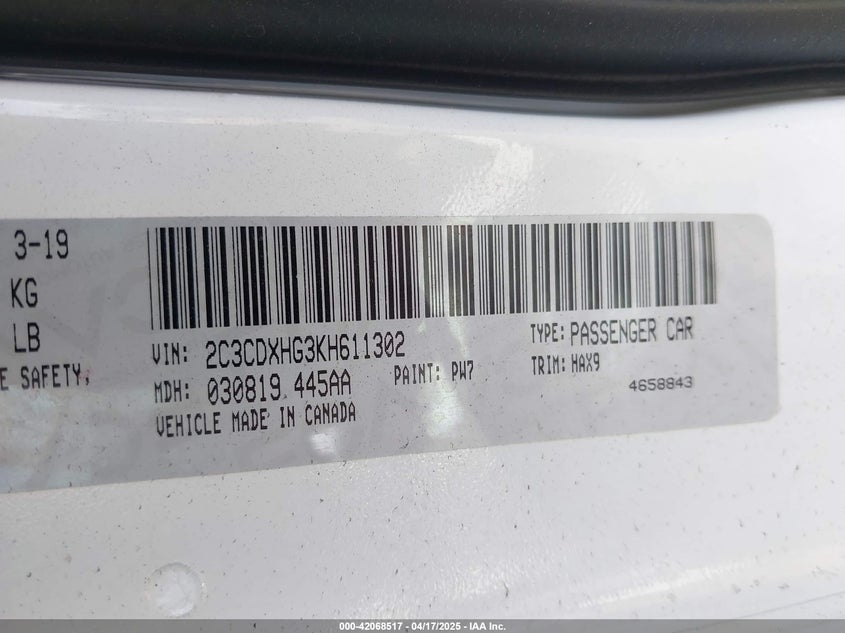 3-19
KG
LB
E SAFETY,
VIN: 2C3CDXHG3KH611302
TYPE: PASSENGER CAR
MDH: 030819 445AA
PAINT: PW7
TRIM: HAX9
VEHICLE MADE IN CANADA
4658843
000-42068517 - 04/17/2025 - IAA Inc.